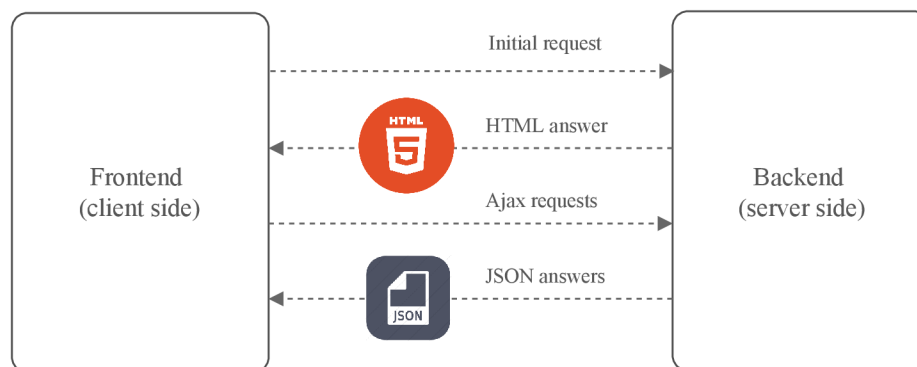 Initial request
HTML
5
HTML answer
Frontend
(client side)
Backend
(server side)
Ajax requests
JSON answers
JSON